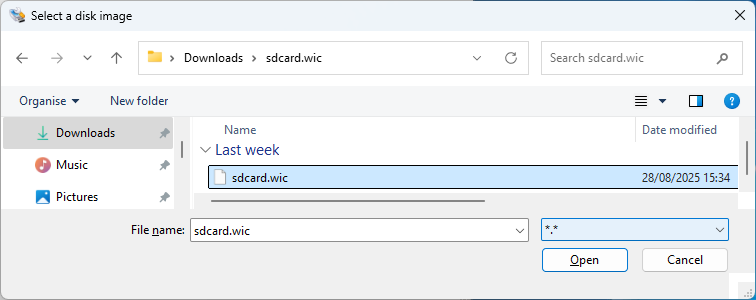 Select a disk image
Downloads sdcard.wic
Search sdcard.wic
Organise New folder
Downloads
Music
Pictures
Name Date modified
Last week
sdcard.wic 28/08/2025 15:34
File name: sdcard.wic *.*
Open Cancel